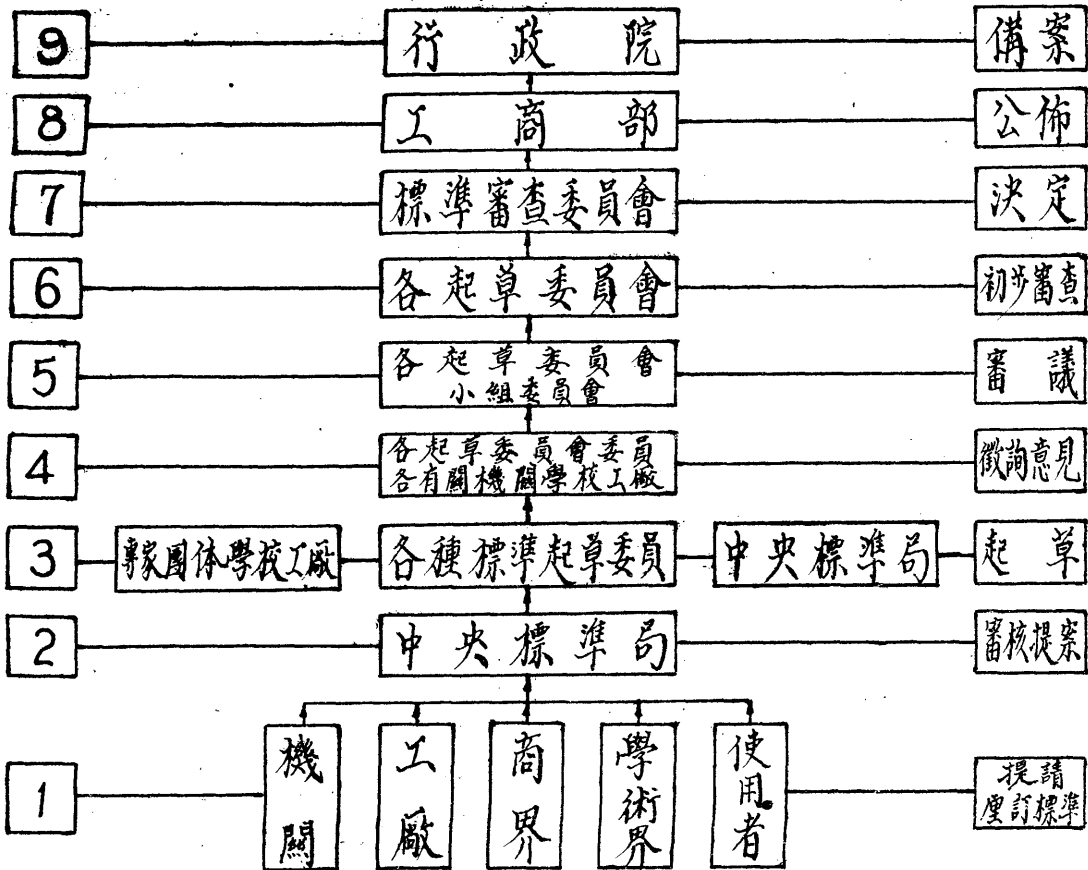 9 行政院 備案
8 工商部 公佈
7 標準審查委員會 決定
6 各起草委員會 初步審查
5 各起草委員會 審議
小組委員會
4 各起草委員會委員 徵詢意見
各有關機關學校工廠
3 專家團体學校工廠 各種標準起草委員 中央標準局 起草
2 中央標準局 審核提案
1 機關 工廠 商界 學術界 使用者 提請
厘訂標準